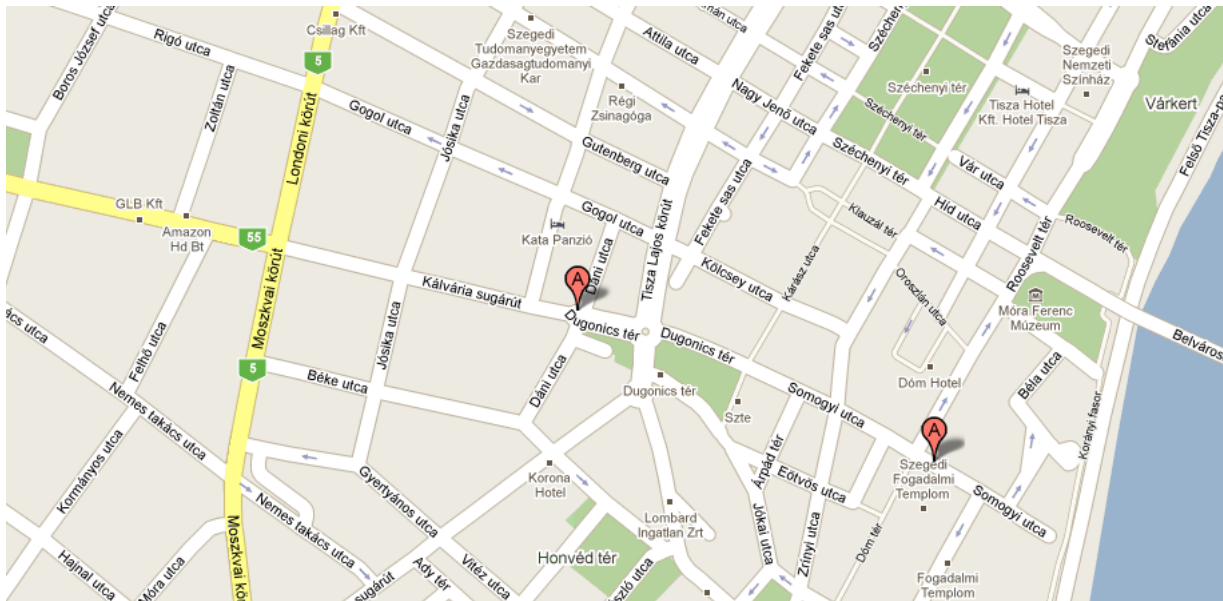 Csillag Kft
Rigó utca
Boros József utca
Zoltán utca
5
Londoni körút
Gogol utca
Jósika utca
Szegedi
Tudomanyegyetem
Gazdasagtudomanyi
Kar
Attila utca
Régi
Zsinagóga
Gutenberg utca
Fekete sas utca
Nagy Jenő utca
Széchenyi tér
Széchenyi tér
Széchenyi tér
Tisza Hotel
Kft. Hotel Tisza
Szegedi
Nemzeti
Színház
Stefánia utca
Várkert
Vár utca
Híd utca
Roosevelt tér
Roosevelt tér
GLB Kft
Amazon
Hd Bt
55
Kata Panzió
Gogol utca
Dáni utca
Tisza Lajos körút
Fekete sas utca
Kölcsey utca
Kárász utca
Klauzál tér
Oroszlán utca
Móra Ferenc
Múzeum
Kálvária sugárút
A
Dugonics tér
Dugonics tér
Moszkvai körút
Felhő utca
5
Béke utca
Jósika utca
Dáni utca
Dugonics tér
Szte
Somogyi utca
Dóm Hotel
Béla utca
Korányi fasor
Nemes takács utca
Kormányos utca
Gyertyános utca
Korona
Hotel
Árpád tér
Eötvös utca
A
Szegedi
Fogadalmi
Templom
Somogyi utca
Nemes takács utca
Hajnal utca
Móra utca
Vitéz utca
Ady tér
sugárút
Honvéd tér
Lombard
Ingatlan Zrt
Jókai utca
Zrínyi utca
Dóm tér
Fogadalmi
Templom